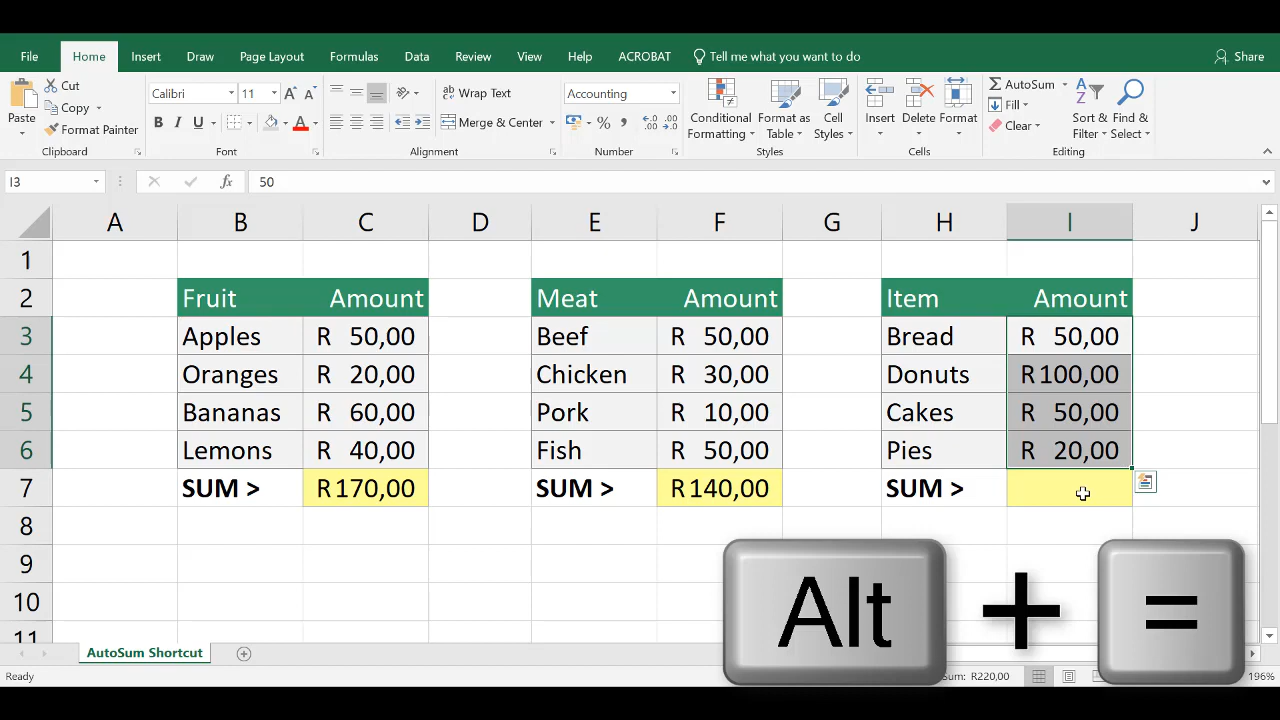 File Home Insert Draw Page Layout Formulas Data Review View Help ACROBAT Tell me what you want to do Share
Paste Cut Copy Format Painter
Clipboard
Calibri 11 A A
B I U A
Font
Wrap Text
Merge & Center
Alignment
Accounting
% ,
Number
Conditional Formatting Format as Table Cell Styles
Styles
Insert Delete Format
Cells
AutoSum Fill Clear Sort & Filter Find & Select
Editing
I3 fx 50
A B C D E F G H I J
1
2 Fruit Amount Meat Amount Item Amount
3 Apples R 50,00 Beef R 50,00 Bread R 50,00
4 Oranges R 20,00 Chicken R 30,00 Donuts R 100,00
5 Bananas R 60,00 Pork R 10,00 Cakes R 50,00
6 Lemons R 40,00 Fish R 50,00 Pies R 20,00
7 SUM > R 170,00 SUM > R 140,00 SUM >
8
9
10
11
Alt + =
AutoSum Shortcut
Ready Sum: R220,00 196%